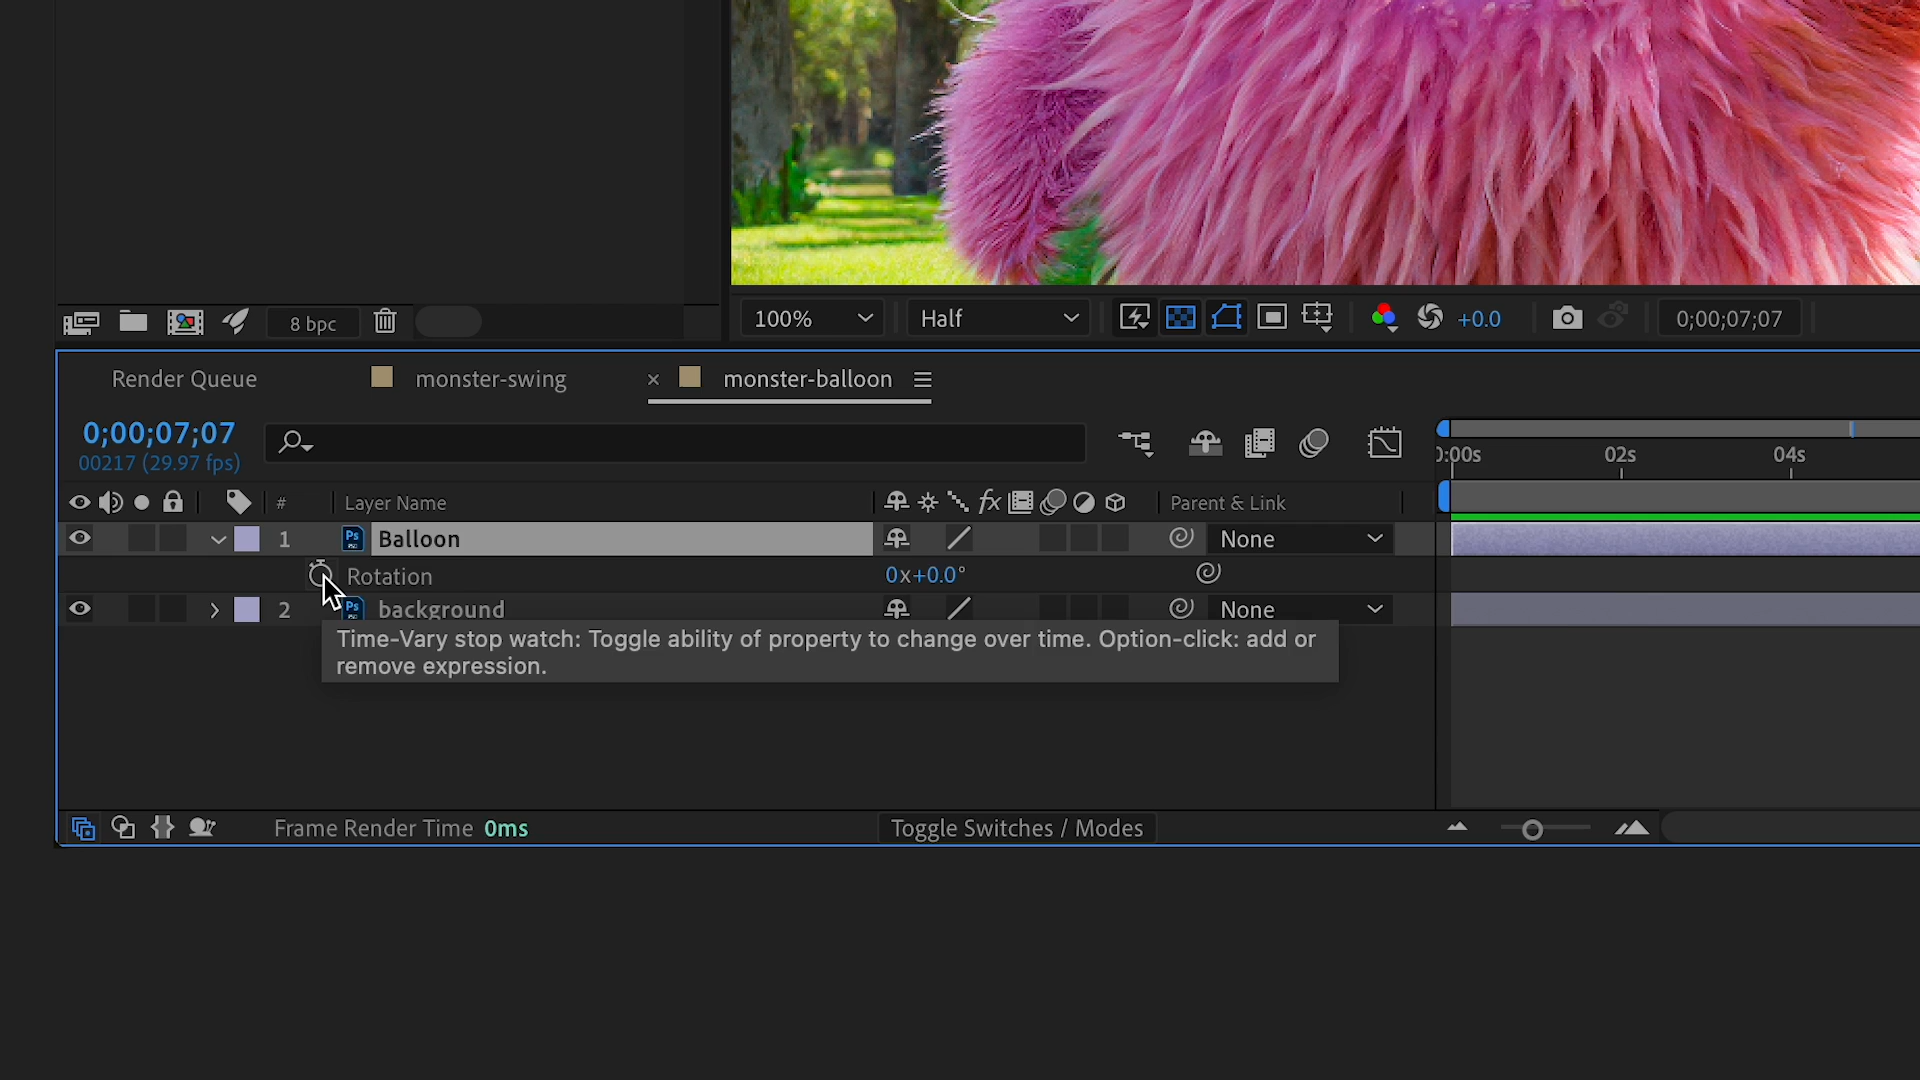 8 bpc
100%
Half
+0.0
0;00;07;07
Render Queue
monster-swing
× monster-balloon
0;00;07;07
00217 (29.97 fps)
0:00s
02s
04s
#
Layer Name
fx
Parent & Link
1
Ps
Balloon
None
Rotation
0x+0.0°
2
Ps
background
None
Time-Vary stop watch: Toggle ability of property to change over time. Option-click: add or
remove expression.
Frame Render Time 0ms
Toggle Switches / Modes